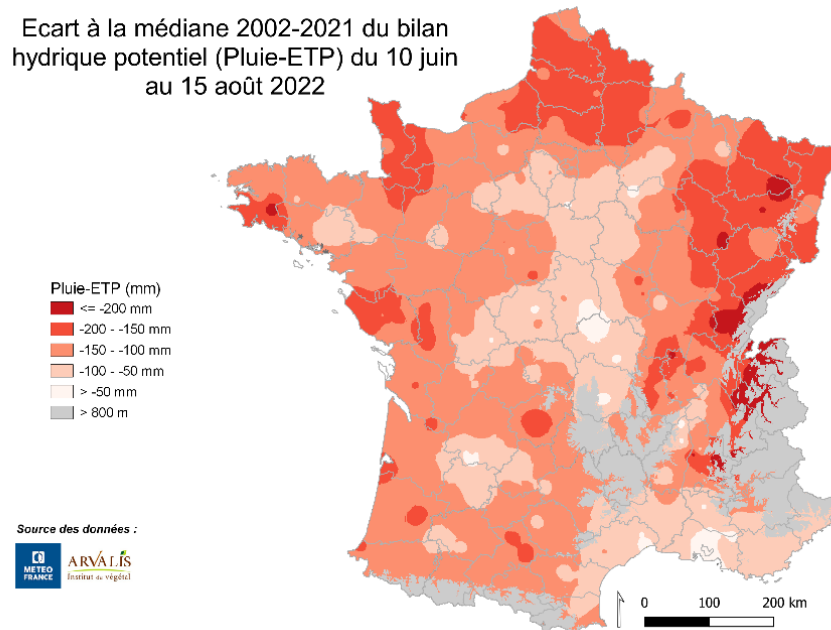 Ecart à la médiane 2002-2021 du bilan
hydrique potentiel (Pluie-ETP) du 10 juin
au 15 août 2022
Pluie-ETP (mm)
<= -200 mm
-200 - -150 mm
-150 - -100 mm
-100 - -50 mm
> -50 mm
> 800 m
Source des données :
METEO
FRANCE
ARVALIS
Institut du végétal
0 100 200 km